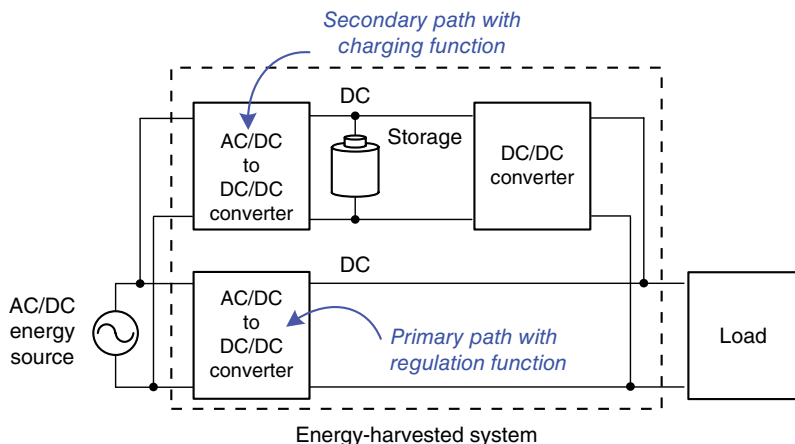 Secondary path with
charging function
DC
AC/DC
to
DC/DC
converter
Storage
DC/DC
converter
DC
AC/DC
energy
source
AC/DC
to
DC/DC
converter
Primary path with
regulation function
Load
Energy-harvested system